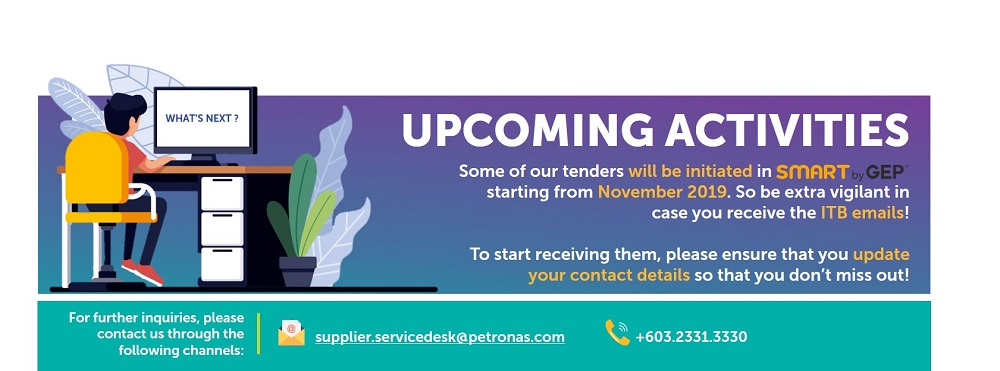 WHAT'S NEXT ?
UPCOMING ACTIVITIES
Some of our tenders will be initiated in SMART by GEP®
starting from November 2019. So be extra vigilant in
case you receive the ITB emails!
To start receiving them, please ensure that you update
your contact details so that you don't miss out!
For further inquiries, please
contact us through the
following channels:
@
supplier.servicedesk@petronas.com
+603.2331.3330